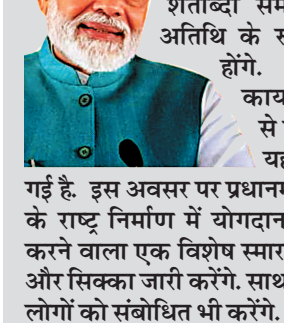 शताब्दी सम
अतिथि के
होंगे.
काय
से
यह
गई है. इस अवसर पर प्रधानम
के राष्ट्र निर्माण में योगदान
करने वाला एक विशेष स्मार
और सिक्का जारी करेंगे. साथ
लोगों को संबोधित भी करेंगे.